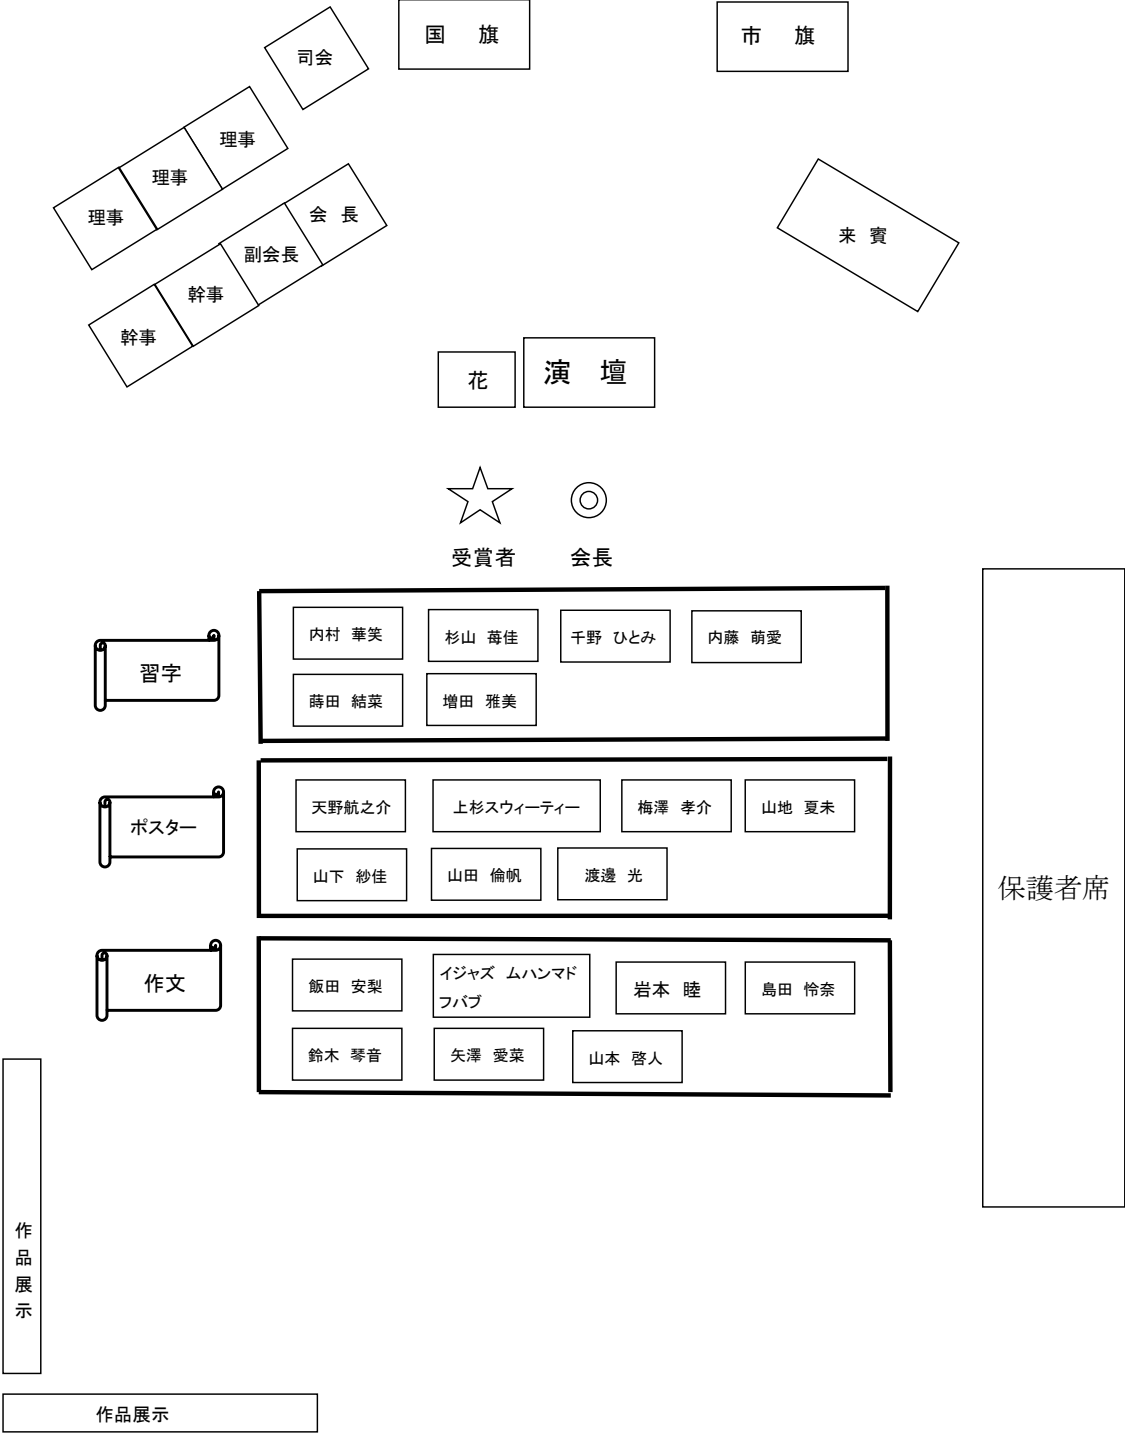 国　旗
市　旗
司会
理事
理事
理事
会　長
副会長
幹事
幹事
来　賓
花
演　壇
受賞者
会長
習字
内村　華笑
杉山　苺佳
千野　ひとみ
内藤　萌愛
蒔田　結菜
増田　雅美
ポスター
天野航之介
上杉スウィーティー
梅澤　孝介
山地　夏未
山下　紗佳
山田　倫帆
渡邊　光
作文
飯田　安梨
イジャズ　ムハンマド
フバブ
岩本　睦
島田　怜奈
鈴木　琴音
矢澤　愛菜
山本　啓人
保護者席
作品展示
作品展示